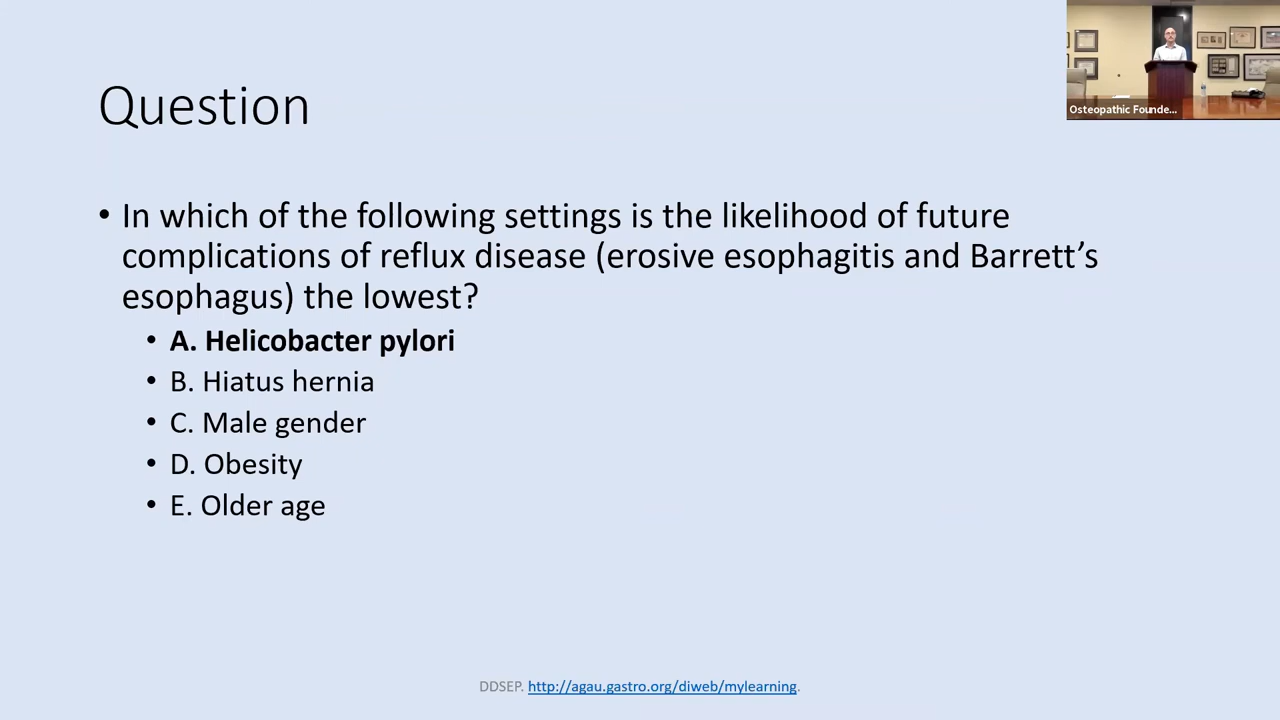 Osteopathic Founde...
Question
• In which of the following settings is the likelihood of future
complications of reflux disease (erosive esophagitis and Barrett’s
esophagus) the lowest?
• A. Helicobacter pylori
• B. Hiatus hernia
• C. Male gender
• D. Obesity
• E. Older age
DDSEP. http://agau.gastro.org/diweb/mylearning.